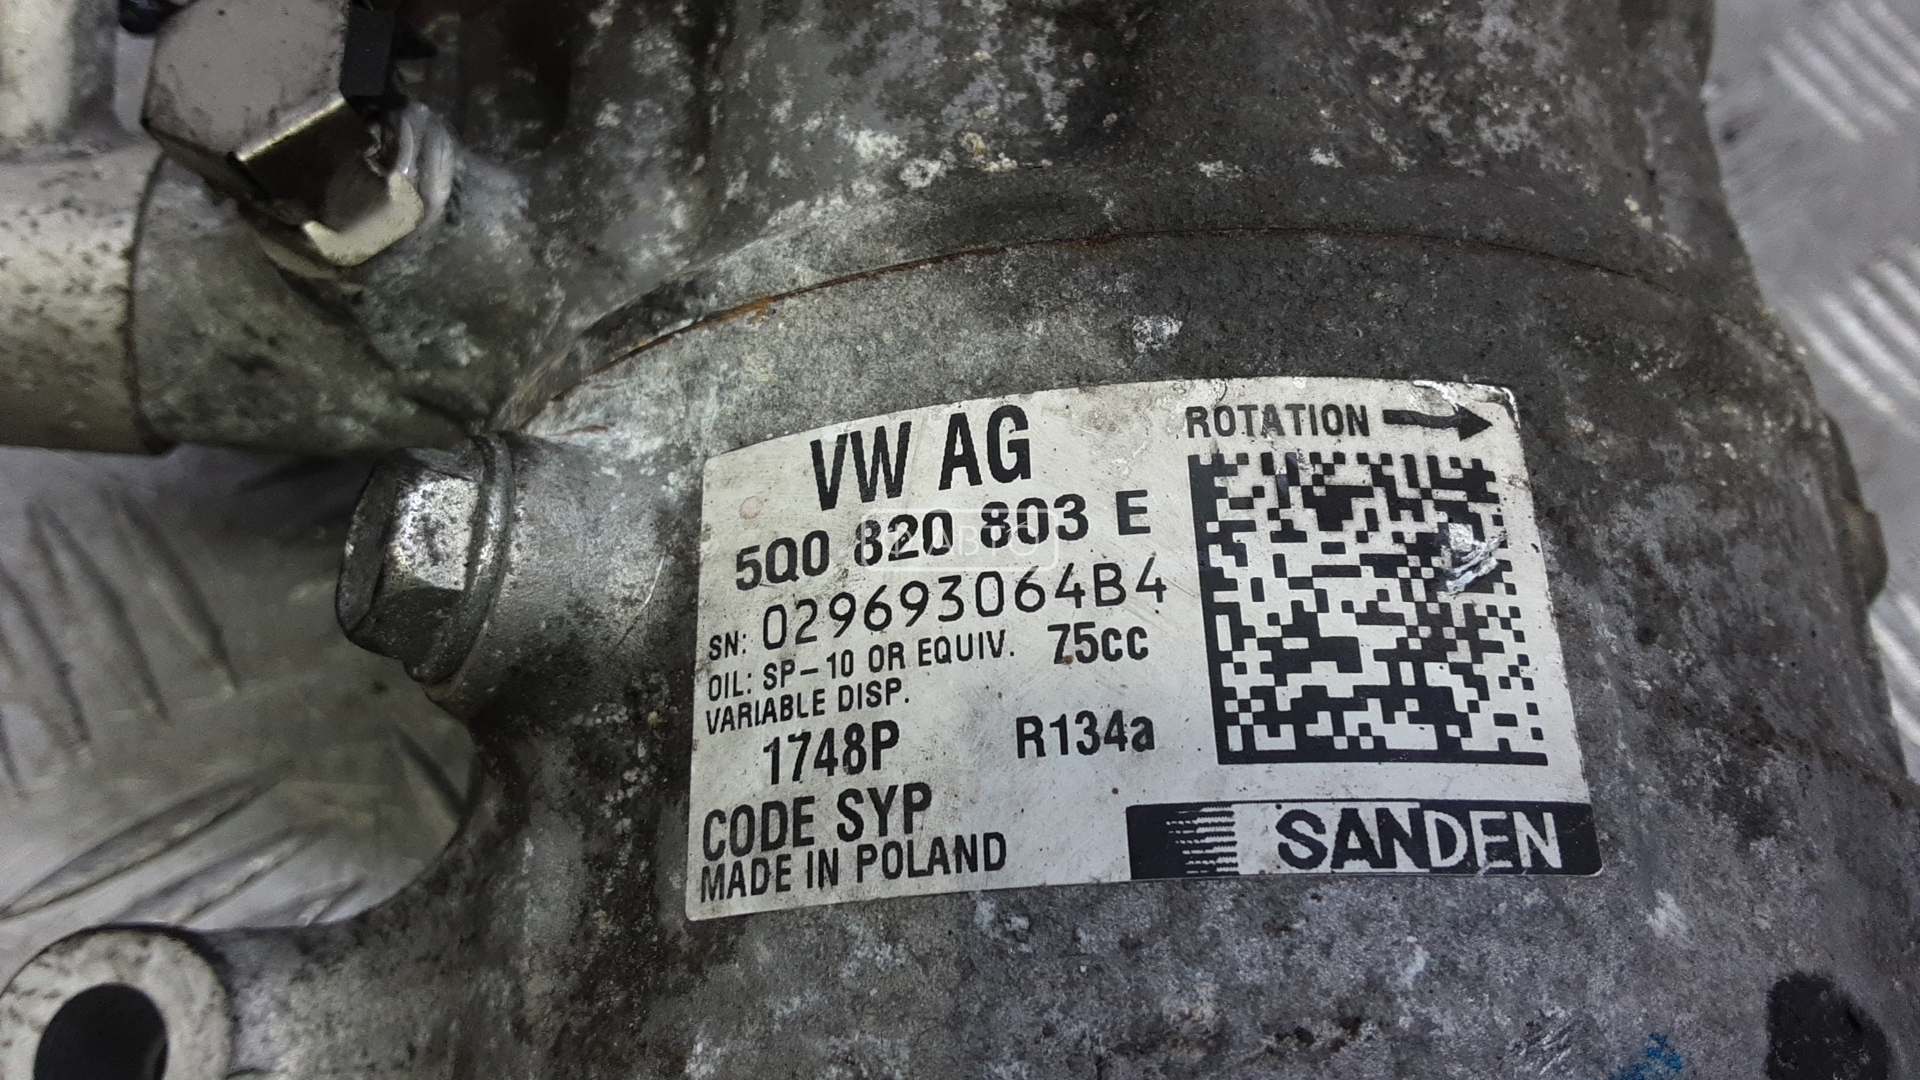 VW AG
ROTATION
5Q0 820 803 E
SN: 029693064B4
OIL: SP-10 OR EQUIV. 75cc
VARIABLE DISP.
1748P R134a
CODE SYP
MADE IN POLAND
SANDEN